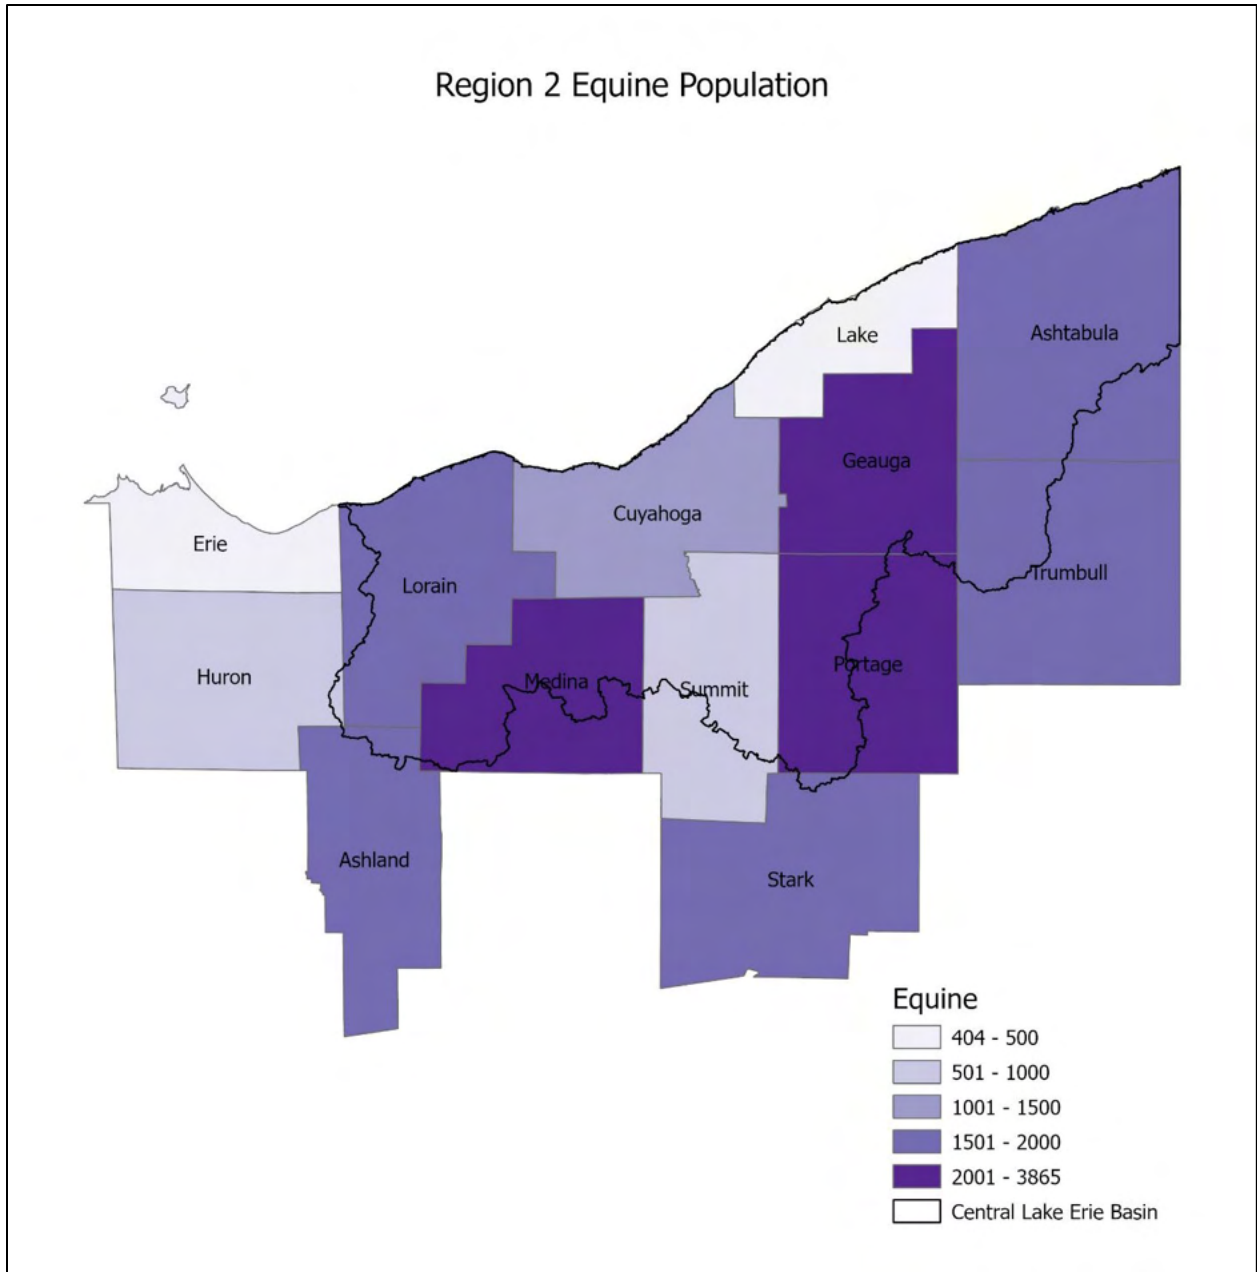 Region 2 Equine Population
Lake
Ashtabula
Geauga
Cuyahoga
Erie
Lorain
Trumbull
Huron
Medina
Summit
Portage
Ashland
Stark
Equine
404 - 500
501 - 1000
1001 - 1500
1501 - 2000
2001 - 3865
Central Lake Erie Basin